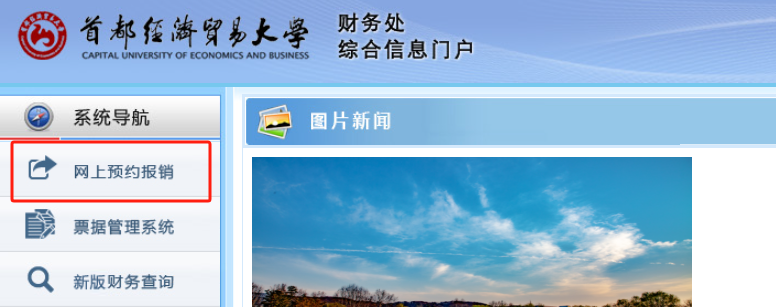 首都经济贸易大学
CAPITAL UNIVERSITY OF ECONOMICS AND BUSINESS
财务处
综合信息门户
系统导航
图片新闻
网上预约报销
票据管理系统
新版财务查询